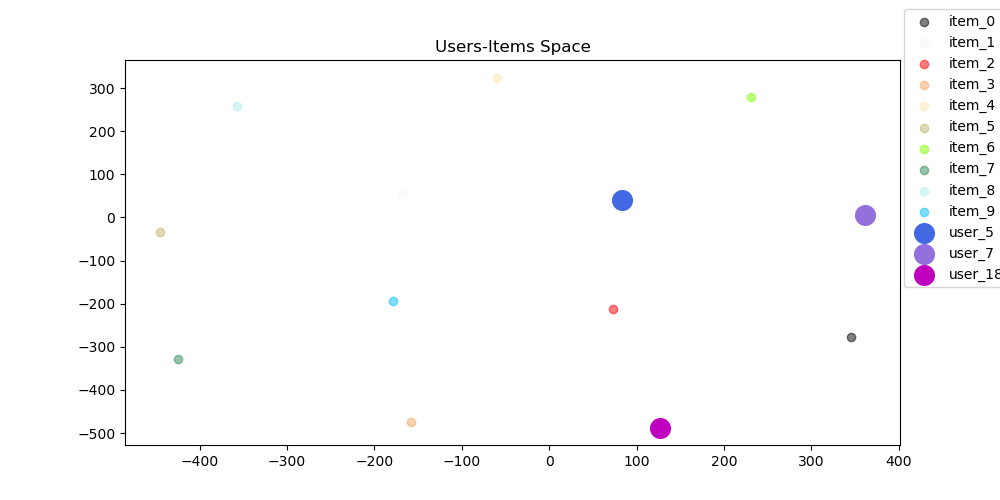 Users-Items Space
item_0
item_1
item_2
item_3
item_4
item_5
item_6
item_7
item_8
item_9
user_5
user_7
user_18
300
200
100
0
−100
−200
−300
−400
−500
−400 −300 −200 −100 0 100 200 300 400